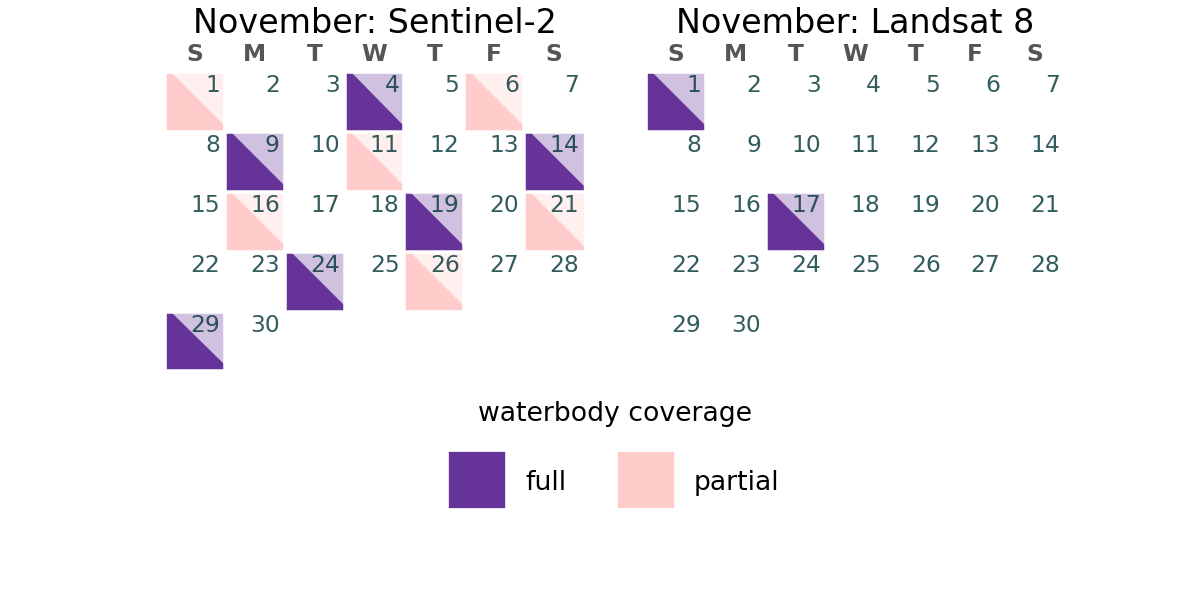 November: Sentinel-2
S M T W T F S
1 2 3 4 5 6 7
8 9 10 11 12 13 14
15 16 17 18 19 20 21
22 23 24 25 26 27 28
29 30
November: Landsat 8
S M T W T F S
1 2 3 4 5 6 7
8 9 10 11 12 13 14
15 16 17 18 19 20 21
22 23 24 25 26 27 28
29 30
waterbody coverage
full
partial